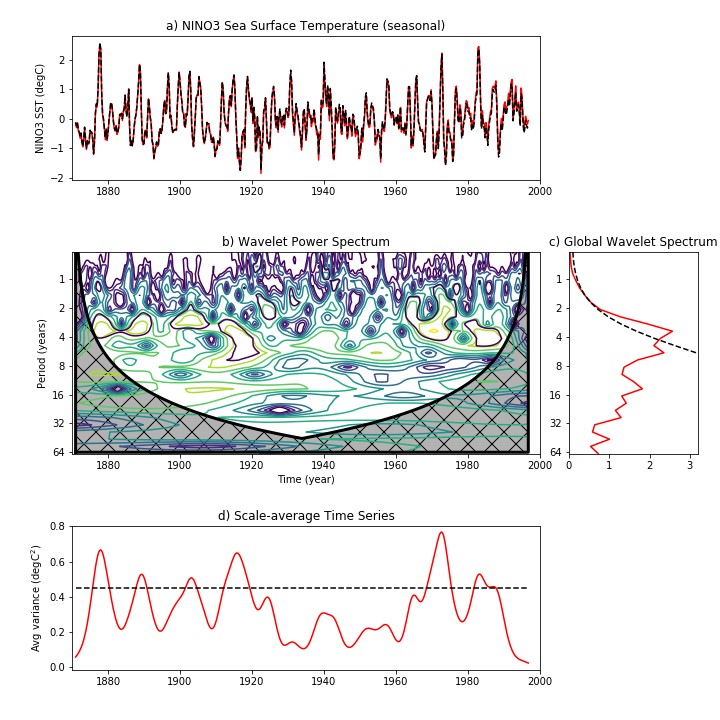 a) NINO3 Sea Surface Temperature (seasonal)
NINO3 SST (degC)
2
1
0
−1
−2
1880 1900 1920 1940 1960 1980 2000
b) Wavelet Power Spectrum
Period (years)
1
2
4
8
16
32
64
1880 1900 1920 1940 1960 1980 2000
Time (year)
c) Global Wavelet Spectrum
1
2
4
8
16
32
64
0 1 2 3
d) Scale-average Time Series
Avg variance (degC²)
0.8
0.6
0.4
0.2
0.0
1880 1900 1920 1940 1960 1980 2000